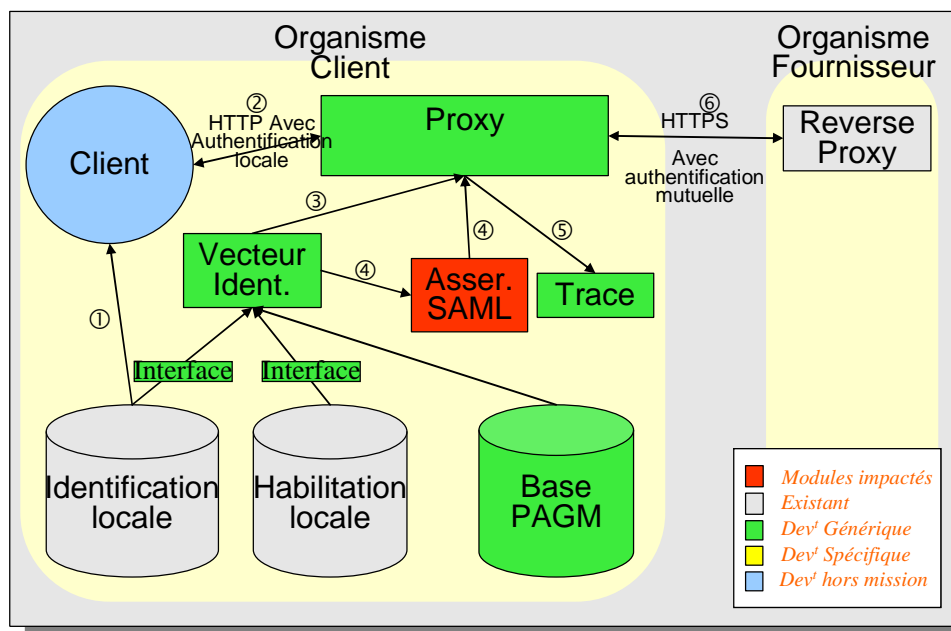 Organisme
Client
Organisme
Fournisseur
②
HTTP Avec
Authentification
locale
Proxy
⑥
HTTPS
Avec
authentification
mutuelle
Reverse
Proxy
Client
③
④
⑤
Vecteur
Ident.
④
Asser.
SAML
Trace
①
Interface
Interface
Identification
locale
Habilitation
locale
Base
PAGM
Modules impactés
Existant
Devᵗ Générique
Devᵗ Spécifique
Devᵗ hors mission